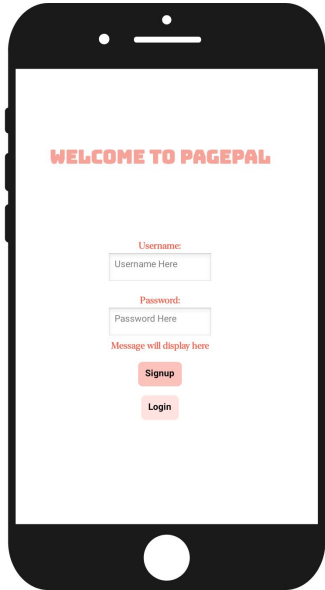 WELCOME TO PAGEPAL
Username:
Username Here
Password:
Password Here
Message will display here
Signup
Login